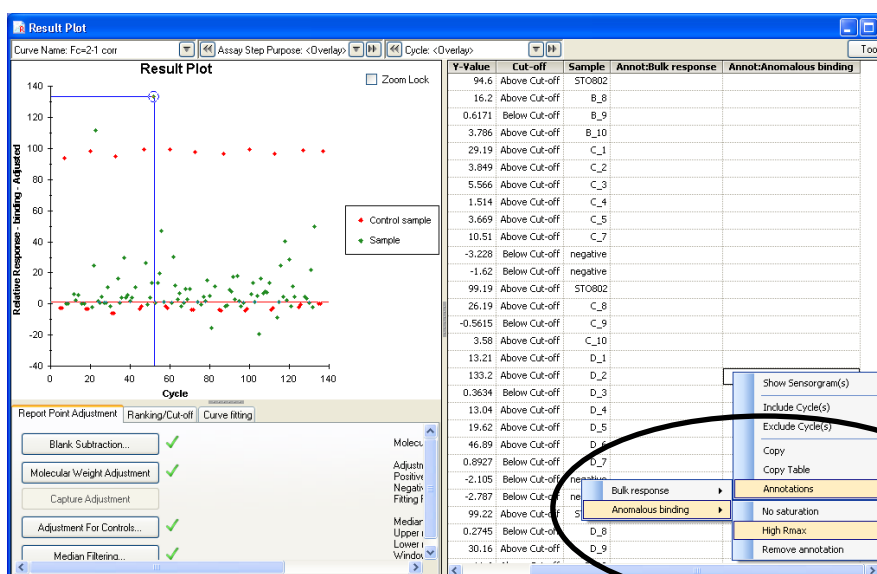 Result Plot
Curve Name: Fc=2-1 corr Assay Step Purpose: <Overlay> Cycle: <Overlay>
Result Plot
Zoom Lock
Relative Response - binding - Adjusted
140
120
100
80
60
40
20
0
-20
-40
0 20 40 60 80 100 120 140
Cycle
Control sample
Sample
Report Point Adjustment Ranking/Cut-off Curve fitting
Blank Subtraction...
Molecular Weight Adjustment
Capture Adjustment
Adjustment For Controls...
Median Filtering...
Y-Value Cut-off Sample Annot:Bulk response Annot:Anomalous binding
94.6 Above Cut-off STO802
16.2 Above Cut-off B_8
0.6171 Below Cut-off B_9
3.786 Above Cut-off B_10
29.19 Above Cut-off C_1
3.849 Above Cut-off C_2
5.566 Above Cut-off C_3
1.514 Above Cut-off C_4
3.669 Above Cut-off C_5
10.51 Above Cut-off C_7
-3.228 Below Cut-off negative
-1.62 Below Cut-off negative
99.19 Above Cut-off STO802
26.19 Above Cut-off C_8
-0.5615 Below Cut-off C_9
3.58 Above Cut-off C_10
13.21 Above Cut-off D_1
133.2 Above Cut-off D_2
0.3634 Below Cut-off D_3
13.04 Above Cut-off D_4
19.62 Above Cut-off D_5
46.89 Above Cut-off D_6
0.8927 Below Cut-off D_7
-2.105 Below Cut-off negative
-2.787 Below Cut-off ne
99.22 Above Cut-off
0.2745 Below Cut-off D_8
30.16 Above Cut-off D_9
Show Sensorgram(s)
Include Cycle(s)
Exclude Cycle(s)
Copy
Copy Table
Annotations
Bulk response
Anomalous binding
No saturation
High Rmax
Remove annotation